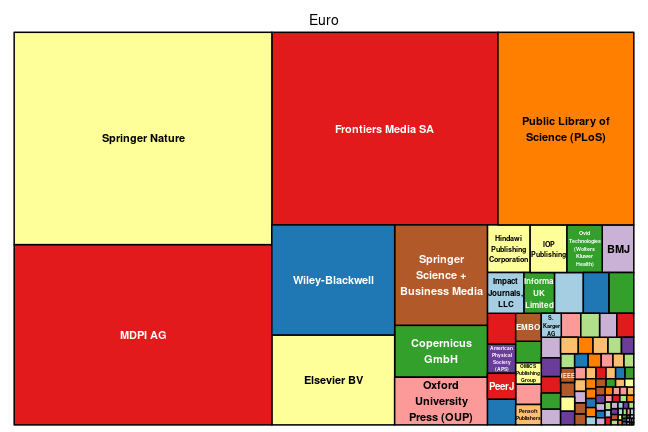 Euro
Springer Nature
Frontiers Media SA
Public Library of
Science (PLoS)
MDPI AG
Wiley-Blackwell
Elsevier BV
Springer
Science +
Business Media
Copernicus
GmbH
Oxford
University
Press (OUP)
Hindawi
Publishing
Corporation
IOP
Publishing
Ovid
Technologies
(Wolters
Kluwer
Health)
BMJ
Impact
Journals,
LLC
Informa
UK
Limited
EMBO
S.
Karger
AG
American
Physical
Society
(APS)
OMICS
Publishing
Group
PeerJ
IEEE
Pensoft
Publishers